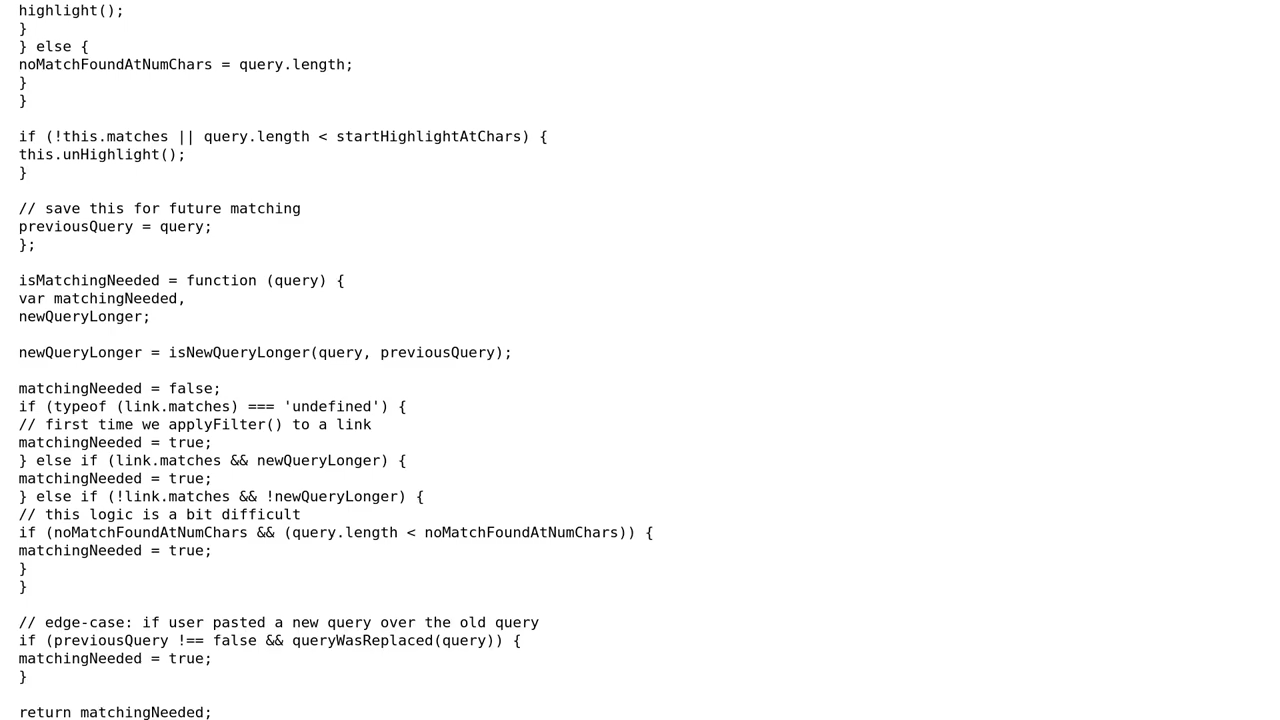 highlight();
}
} else {
noMatchFoundAtNumChars = query.length;
}
}

if (!this.matches || query.length < startHighlightAtChars) {
this.unHighlight();
}

// save this for future matching
previousQuery = query;
};

isMatchingNeeded = function (query) {
var matchingNeeded,
newQueryLonger;

newQueryLonger = isNewQueryLonger(query, previousQuery);

matchingNeeded = false;
if (typeof (link.matches) === 'undefined') {
// first time we applyFilter() to a link
matchingNeeded = true;
} else if (link.matches && newQueryLonger) {
matchingNeeded = true;
} else if (!link.matches && !newQueryLonger) {
// this logic is a bit difficult
if (noMatchFoundAtNumChars && (query.length < noMatchFoundAtNumChars)) {
matchingNeeded = true;
}
}

// edge-case: if user pasted a new query over the old query
if (previousQuery !== false && queryWasReplaced(query)) {
matchingNeeded = true;
}

return matchingNeeded;